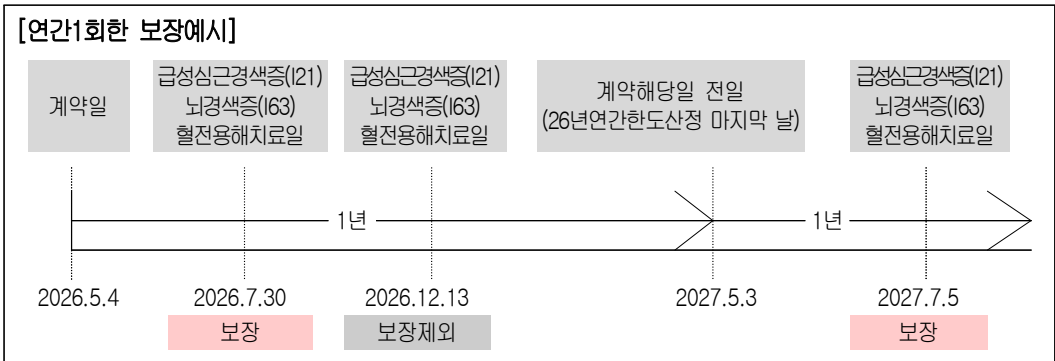 [연간1회한 보장예시]
계약일
급성심근경색증(I21)
뇌경색증(I63)
혈전용해치료일
급성심근경색증(I21)
뇌경색증(I63)
혈전용해치료일
계약해당일 전일
(26년연간한도산정 마지막 날)
급성심근경색증(I21)
뇌경색증(I63)
혈전용해치료일
1년
1년
2026.5.4
2026.7.30
2026.12.13
2027.5.3
2027.7.5
보장
보장제외
보장